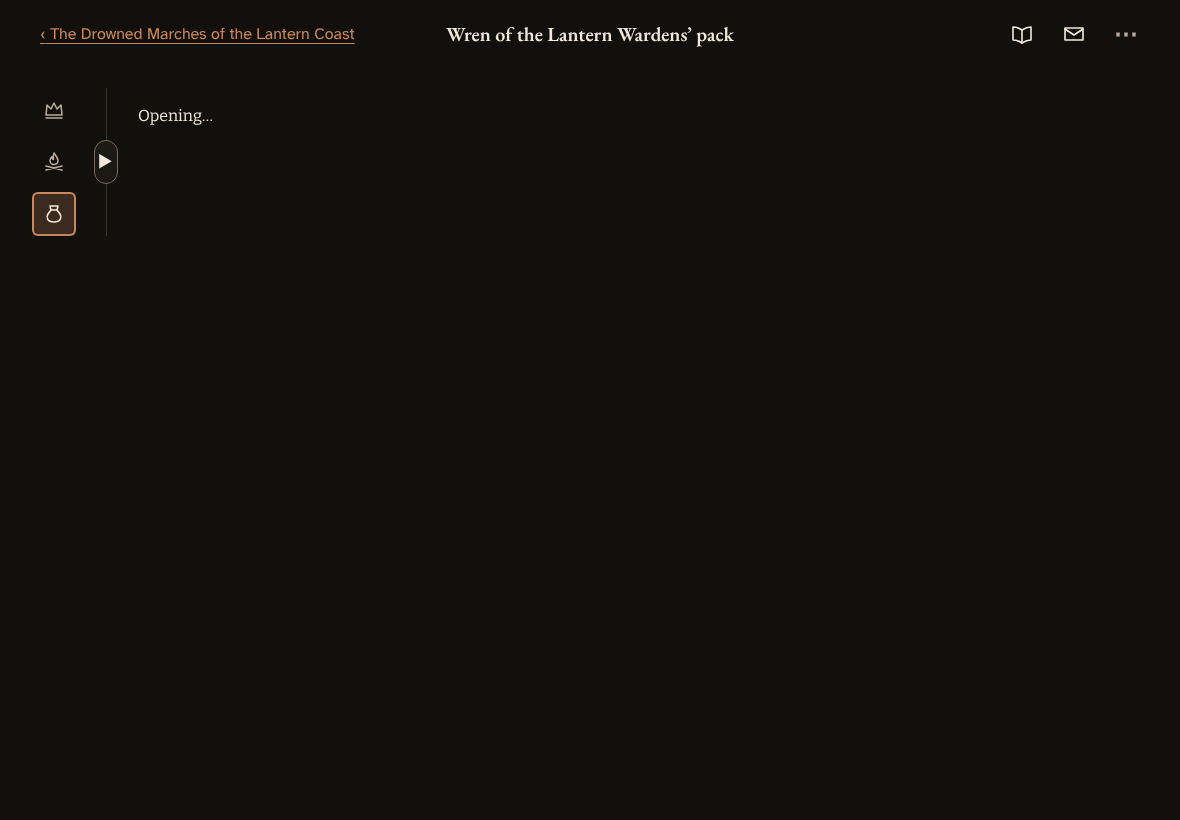 ‹ The Drowned Marches of the Lantern Coast
Wren of the Lantern Wardens’ pack
Opening…